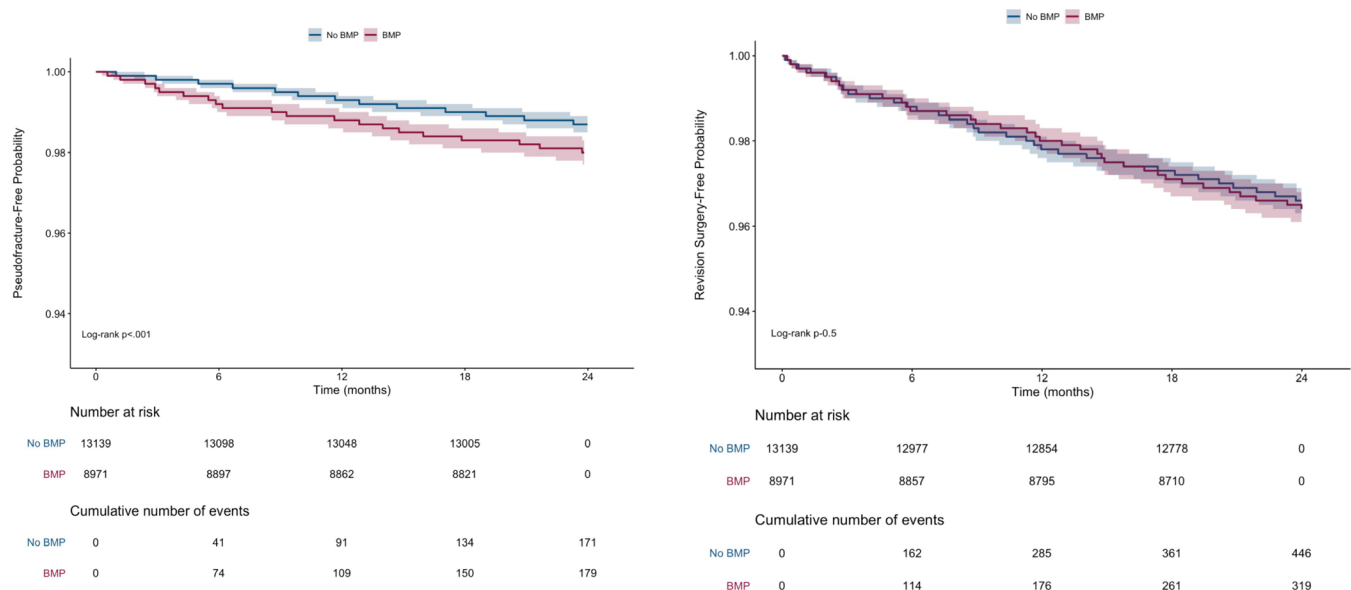 No BMP BMP
Pseudofracture-Free Probability
1.00
0.98
0.96
0.94
Log-rank p<.001
0 6 12 18 24
Time (months)
Number at risk
No BMP 13139 13098 13048 13005 0
BMP 8971 8897 8862 8821 0
Cumulative number of events
No BMP 0 41 91 134 171
BMP 0 74 109 150 179
No BMP BMP
Revision Surgery-Free Probability
1.00
0.98
0.96
0.94
Log-rank p-0.5
0 6 12 18 24
Time (months)
Number at risk
No BMP 13139 12977 12854 12778 0
BMP 8971 8857 8795 8710 0
Cumulative number of events
No BMP 0 162 285 361 446
BMP 0 114 176 261 319